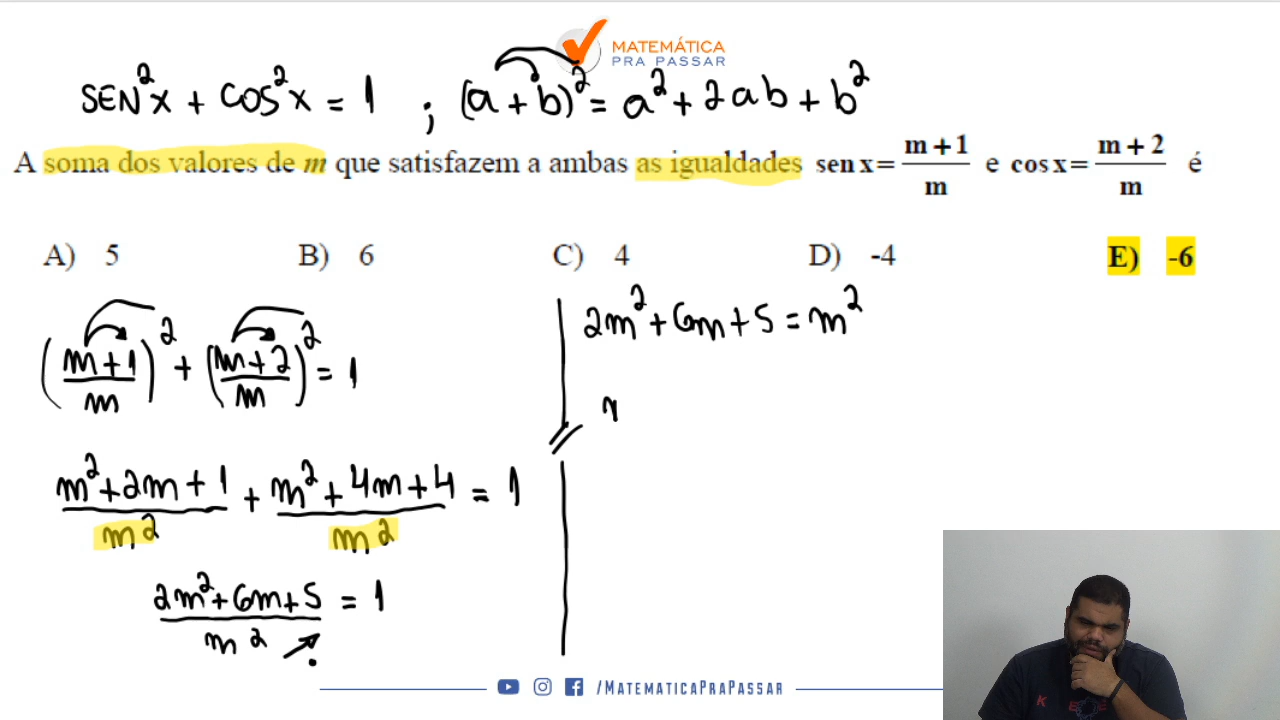 MATEMÁTICA
PRA PASSAR
SEN²x + COS²x = 1 ; (a + b)² = a² + 2ab + b²
A soma dos valores de m que satisfazem a ambas as igualdades sen x = (m + 1)/m e cos x = (m + 2)/m é
A) 5 B) 6 C) 4 D) -4 E) -6
((m + 1)/m)² + ((m + 2)/m)² = 1
(m² + 2m + 1)/m² + (m² + 4m + 4)/m² = 1
(2m² + 6m + 5)/m² = 1
2m² + 6m + 5 = m²
/MATEMATICAPRAPASSAR